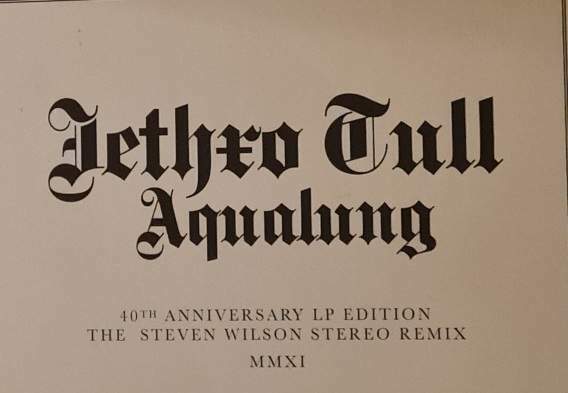 Jethro Tull
Aqualung
40TH ANNIVERSARY LP EDITION
THE STEVEN WILSON STEREO REMIX
MMXI